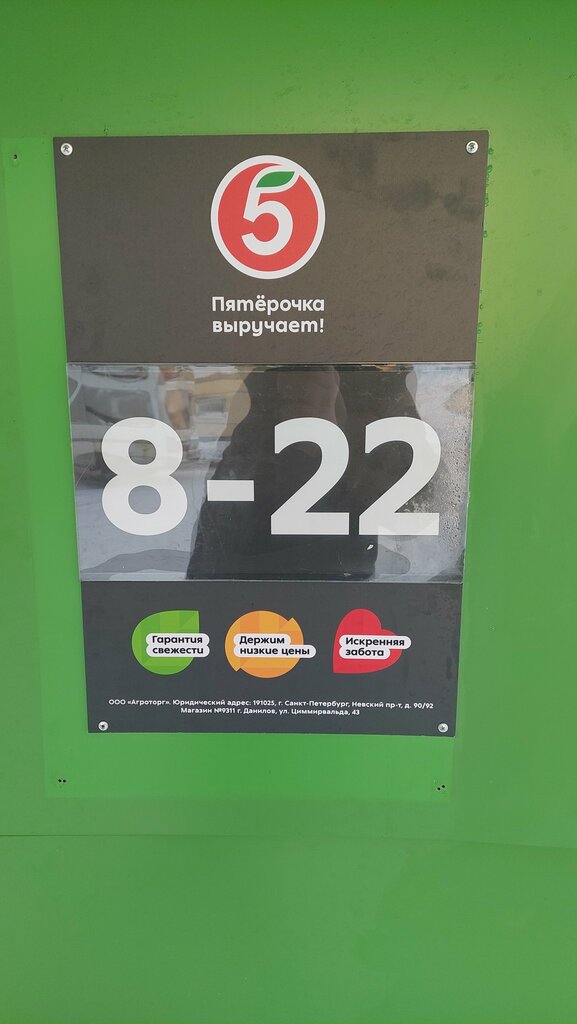 5
Пятёрочка
выручает!
8-22
Гарантия
свежести
Держим
низкие цены
Искренняя
забота
ООО «Агроторг». Юридический адрес: 191025, г. Санкт-Петербург, Невский пр-т, д. 90/92
Магазин №9311 г. Данилов, ул. Циммирвальда, 43